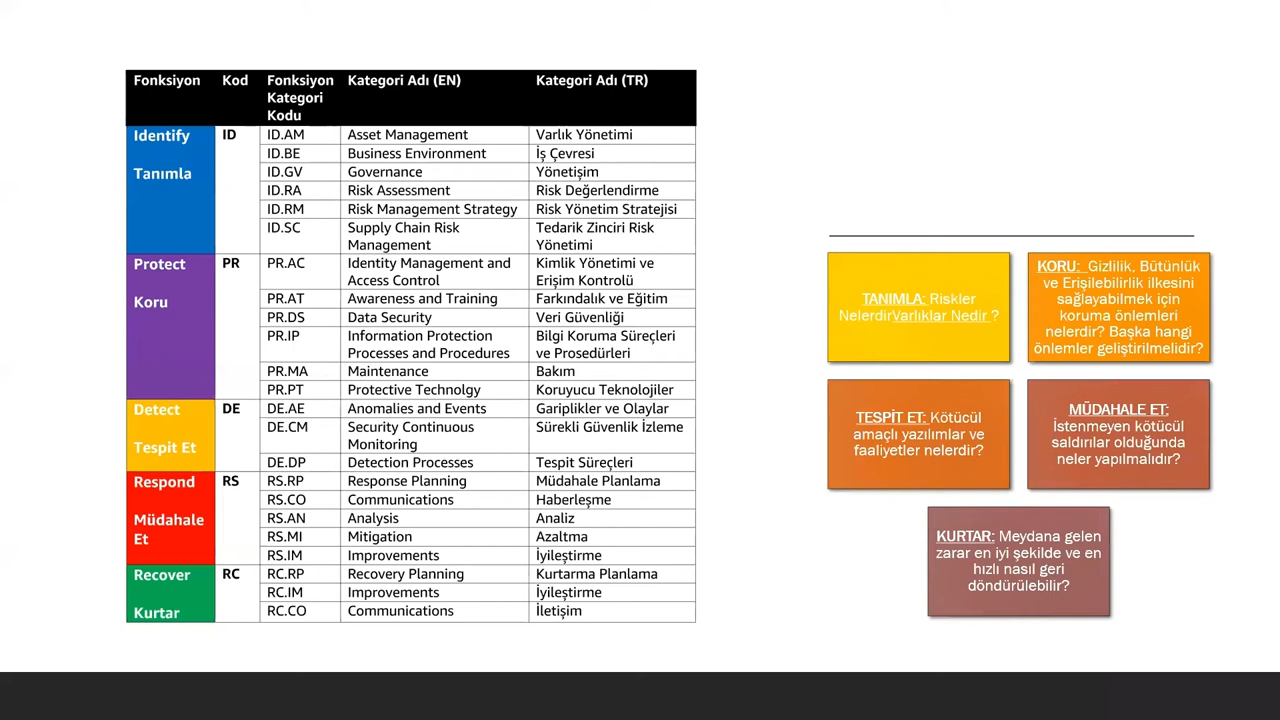 Fonksiyon Kod Fonksiyon Kategori Adı (EN) Kategori Adı (TR)
Kategori
Kodu
Identify ID ID.AM Asset Management Varlık Yönetimi
ID.BE Business Environment İş Çevresi
Tanımla ID.GV Governance Yönetişim
ID.RA Risk Assessment Risk Değerlendirme
ID.RM Risk Management Strategy Risk Yönetim Stratejisi
ID.SC Supply Chain Risk Tedarik Zinciri Risk
Management Yönetimi
Protect PR PR.AC Identity Management and Kimlik Yönetimi ve
Access Control Erişim Kontrolü
Koru PR.AT Awareness and Training Farkındalık ve Eğitim
PR.DS Data Security Veri Güvenliği
PR.IP Information Protection Bilgi Koruma Süreçleri
Processes and Procedures ve Prosedürleri
PR.MA Maintenance Bakım
PR.PT Protective Technolgy Koruyucu Teknolojiler
Detect DE DE.AE Anomalies and Events Gariplikler ve Olaylar
DE.CM Security Continuous Sürekli Güvenlik İzleme
Tespit Et Monitoring
DE.DP Detection Processes Tespit Süreçleri
Respond RS RS.RP Response Planning Müdahale Planlama
RS.CO Communications Haberleşme
Müdahale RS.AN Analysis Analiz
Et RS.MI Mitigation Azaltma
RS.IM Improvements İyileştirme
Recover RC RC.RP Recovery Planning Kurtarma Planlama
RC.IM Improvements İyileştirme
Kurtar RC.CO Communications İletişim
TANIMLA: Riskler
NelerdirVarlıklar Nedir ?
KORU: Gizlilik, Bütünlük
ve Erişilebilirlik ilkesini
sağlayabilmek için
koruma önlemleri
nelerdir? Başka hangi
önlemler geliştirilmelidir?
TESPİT ET: Kötücül
amaçlı yazılımlar ve
faaliyetler nelerdir?
MÜDAHALE ET:
İstenmeyen kötücül
saldırılar olduğunda
neler yapılmalıdır?
KURTAR: Meydana gelen
zarar en iyi şekilde ve en
hızlı nasıl geri
döndürülebilir?